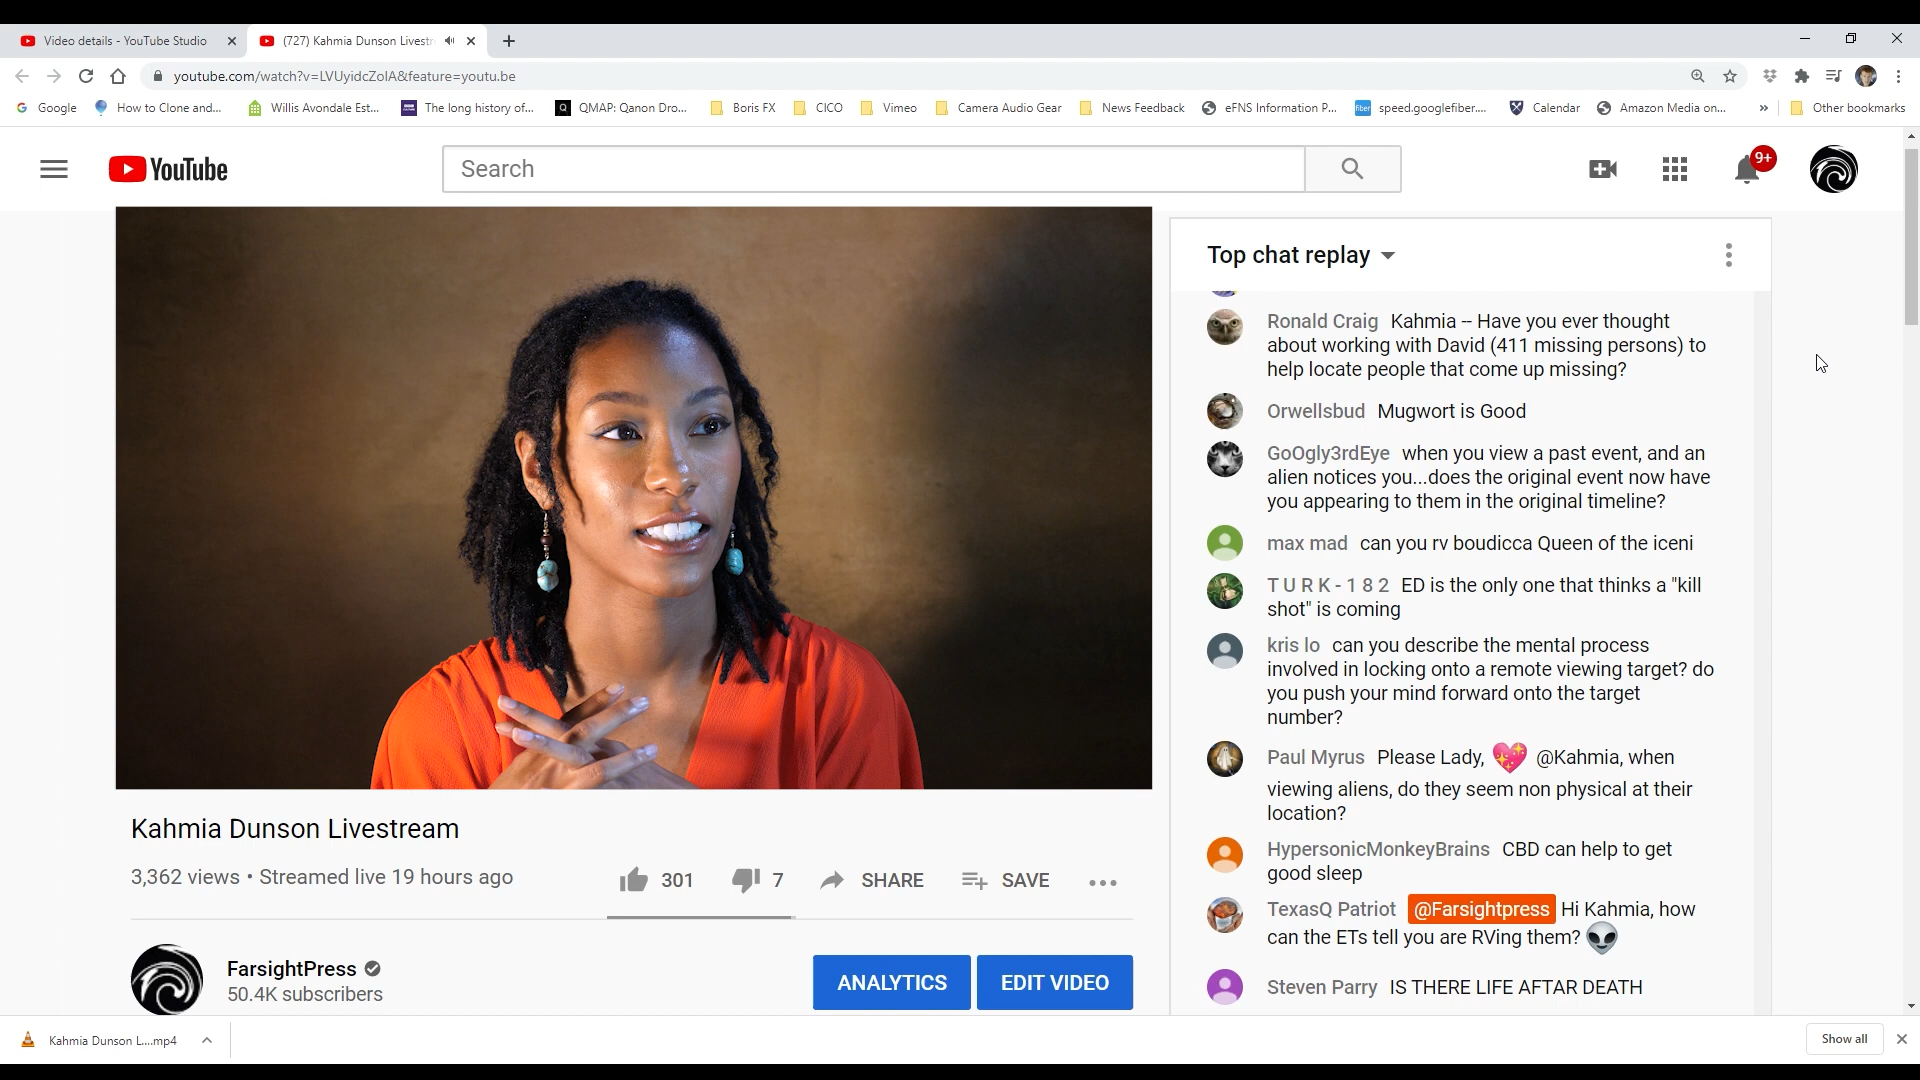 Video details - YouTube Studio
(727) Kahmia Dunson Livestr
youtube.com/watch?v=LVUyidcZolA&feature=youtu.be
Google
How to Clone and...
Willis Avondale Est...
The long history of...
QMAP: Qanon Dro...
Boris FX
CICO
Vimeo
Camera Audio Gear
News Feedback
eFNS Information P...
speed.googlefiber....
Calendar
Amazon Media on...
»
Other bookmarks
YouTube
Search
9+
Top chat replay
Ronald Craig Kahmia -- Have you ever thought
about working with David (411 missing persons) to
help locate people that come up missing?
Orwellsbud Mugwort is Good
GoOgly3rdEye when you view a past event, and an
alien notices you...does the original event now have
you appearing to them in the original timeline?
max mad can you rv boudicca Queen of the iceni
T U R K - 1 8 2 ED is the only one that thinks a "kill
shot" is coming
kris lo can you describe the mental process
involved in locking onto a remote viewing target? do
you push your mind forward onto the target
number?
Paul Myrus Please Lady, 💖 @Kahmia, when
viewing aliens, do they seem non physical at their
location?
HypersonicMonkeyBrains CBD can help to get
good sleep
TexasQ Patriot @Farsightpress Hi Kahmia, how
can the ETs tell you are RVing them? 👽
Steven Parry IS THERE LIFE AFTAR DEATH
Kahmia Dunson Livestream
3,362 views • Streamed live 19 hours ago
301
7
SHARE
SAVE
FarsightPress
50.4K subscribers
ANALYTICS
EDIT VIDEO
Kahmia Dunson L....mp4
Show all